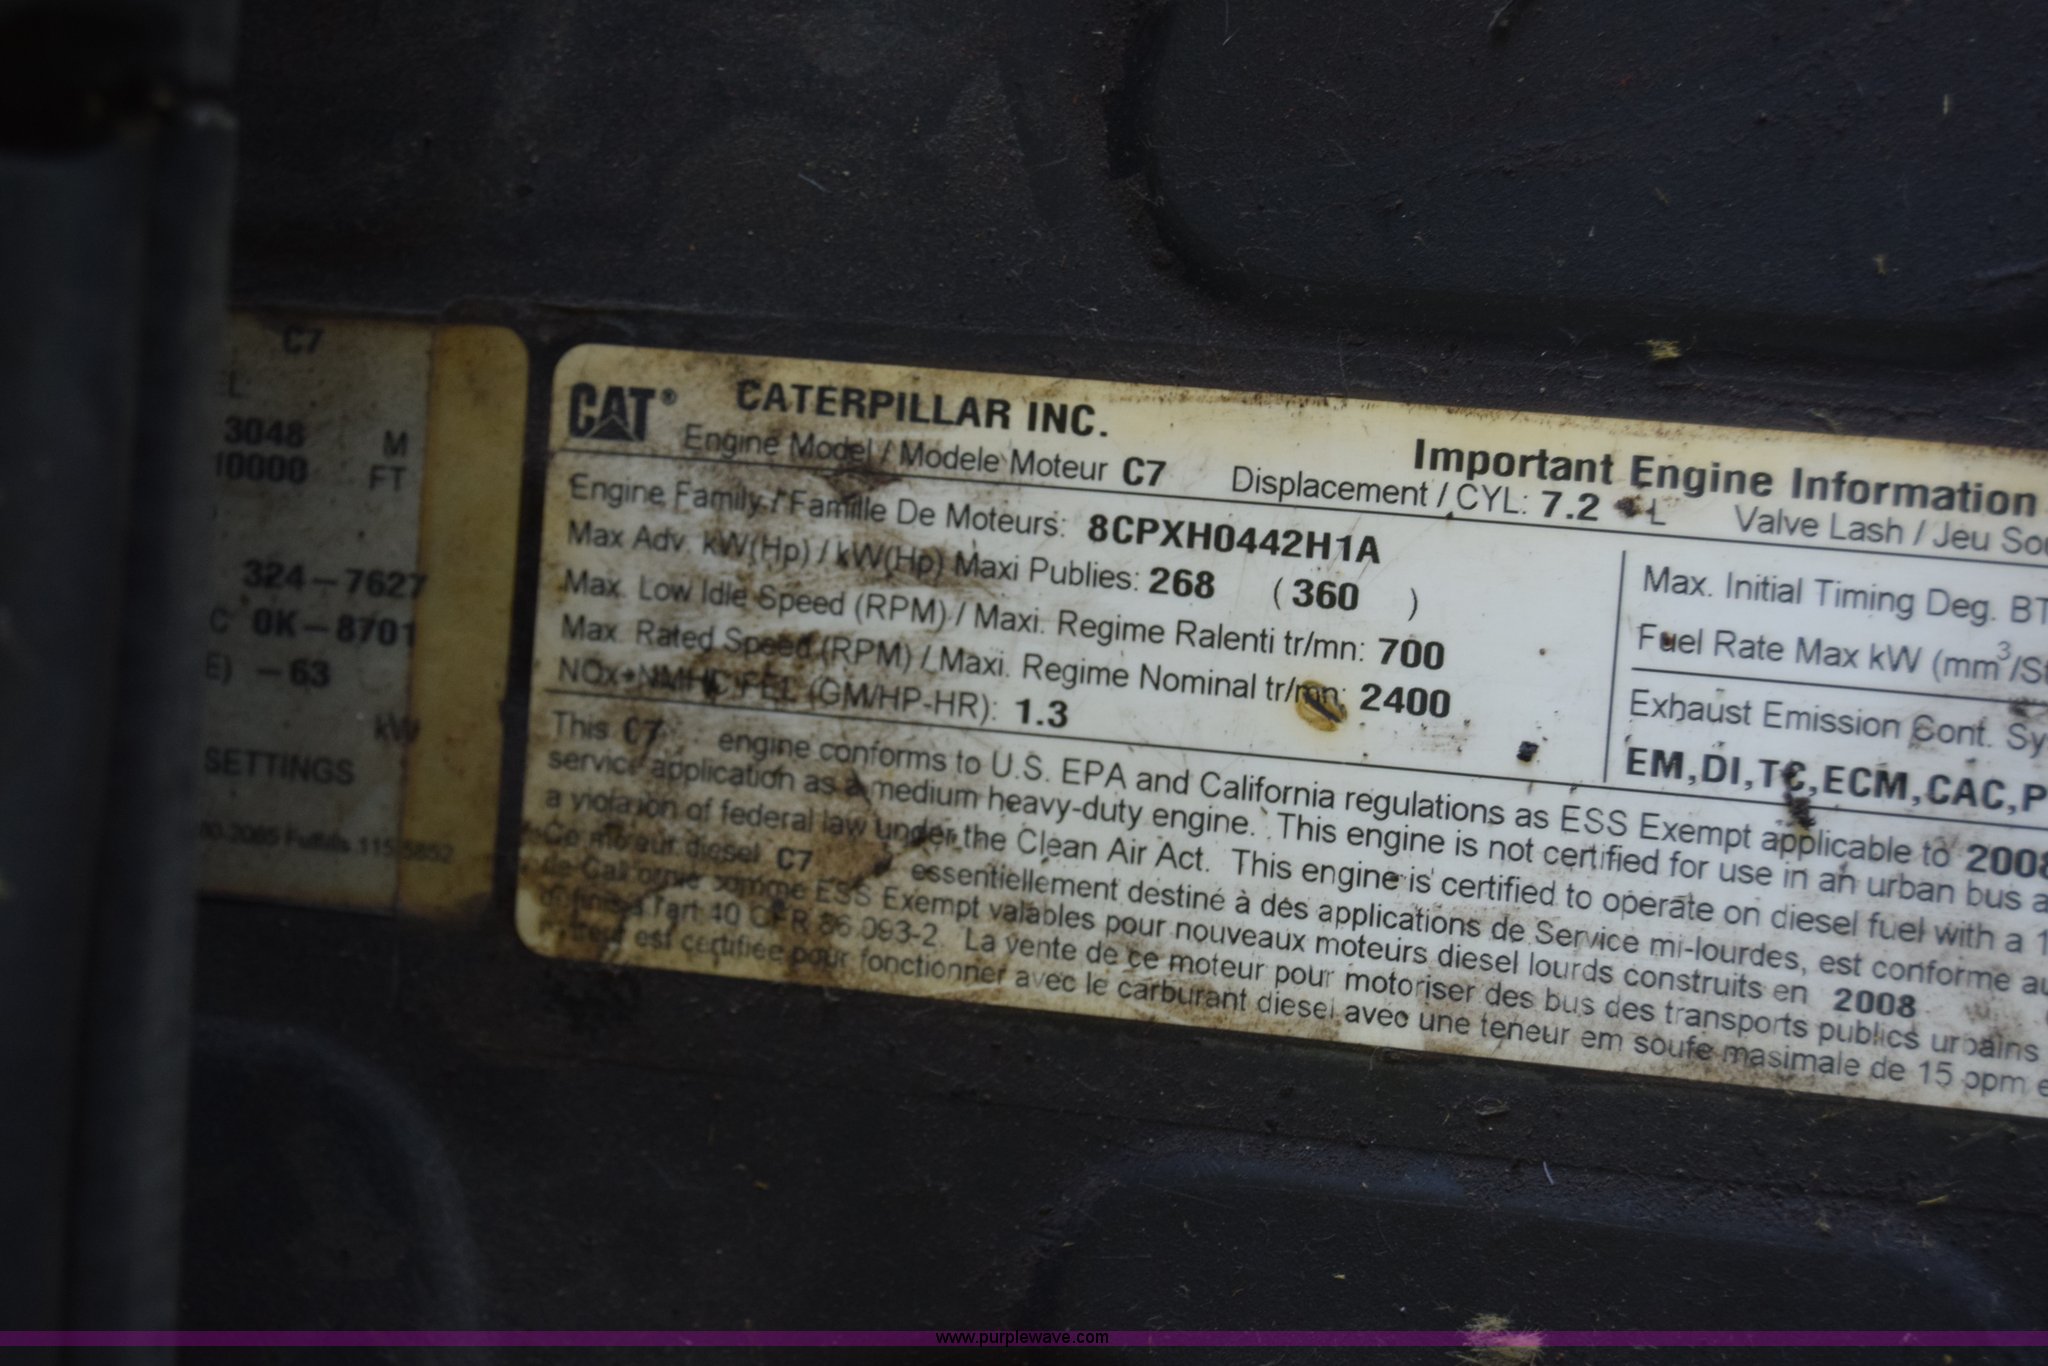 C7
EL
3048 M
10000 FT
324-7627
C 0K-8701
E) -63
kW
SETTINGS
CAT® CATERPILLAR INC.
Important Engine Information
Engine Model / Modele Moteur C7 Displacement / CYL: 7.2 L Valve Lash / Jeu Sou
Engine Family / Famille De Moteurs: 8CPXH0442H1A
Max Adv. kW(Hp) / kW(Hp) Maxi Publies: 268 (360 )
Max. Low Idle Speed (RPM) / Maxi. Regime Ralenti tr/mn: 700
Max. Rated Speed (RPM) / Maxi. Regime Nominal tr/mn: 2400
NOx+NMHC FEL (GM/HP-HR): 1.3
Max. Initial Timing Deg. BT
Fuel Rate Max kW (mm³/St
Exhaust Emission Cont. Sy
EM,DI,TC,ECM,CAC,P
This C7 engine conforms to U.S. EPA and California regulations as ESS Exempt applicable to 2008
service application as a medium heavy-duty engine. This engine is not certified for use in an urban bus a
a violation of federal law under the Clean Air Act. This engine is certified to operate on diesel fuel with a 1
Ce moteur diesel C7 essentiellement destiné à des applications de Service mi-lourdes, est conforme au
de Californie comme ESS Exempt valables pour nouveaux moteurs diesel lourds construits en 2008
l'art 40 CFR 86.093-2. La vente de ce moteur pour motoriser des bus des transports publics urbains
est certifiée pour fonctionner avec le carburant diesel avec une teneur em soufe masimale de 15 ppm e
www.purplewave.com